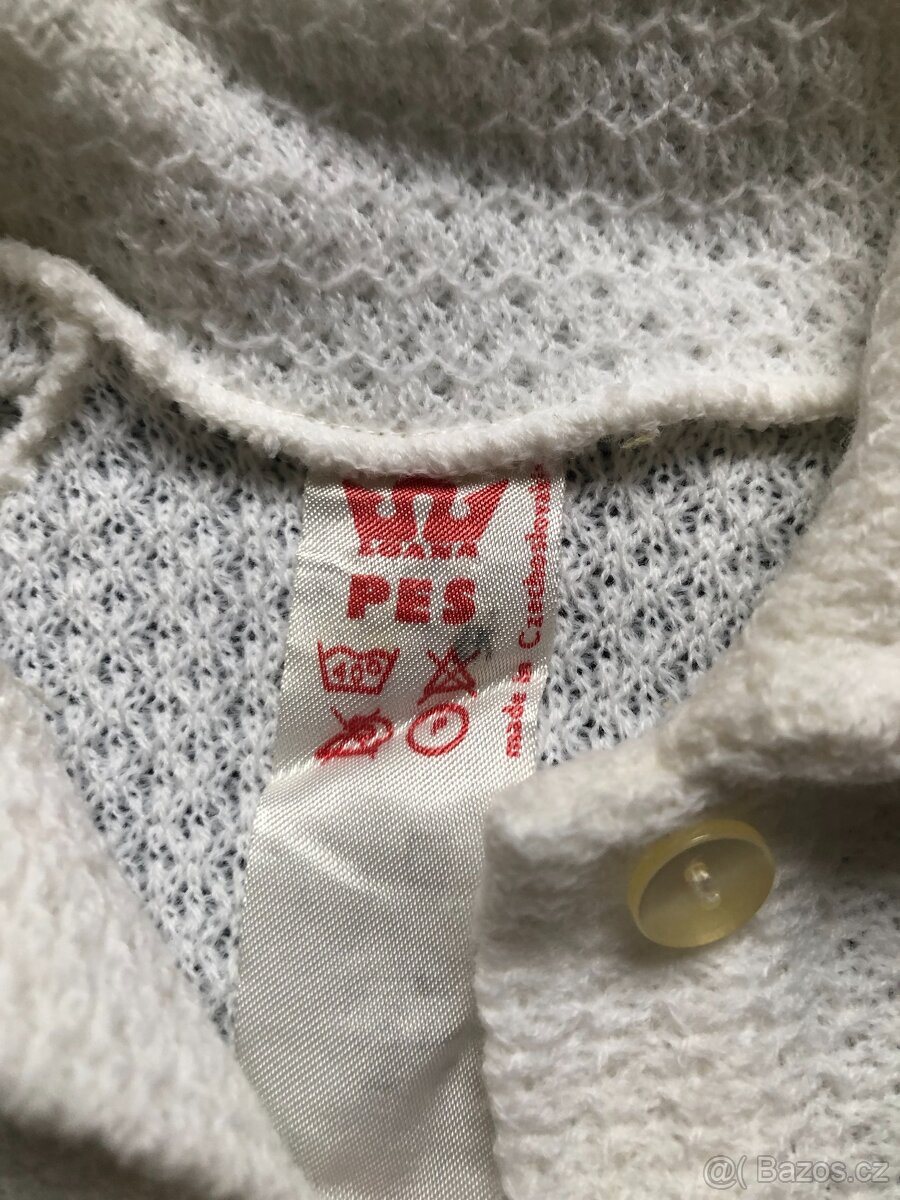 PES
made in Czechoslovakia
@( Bazos.cz